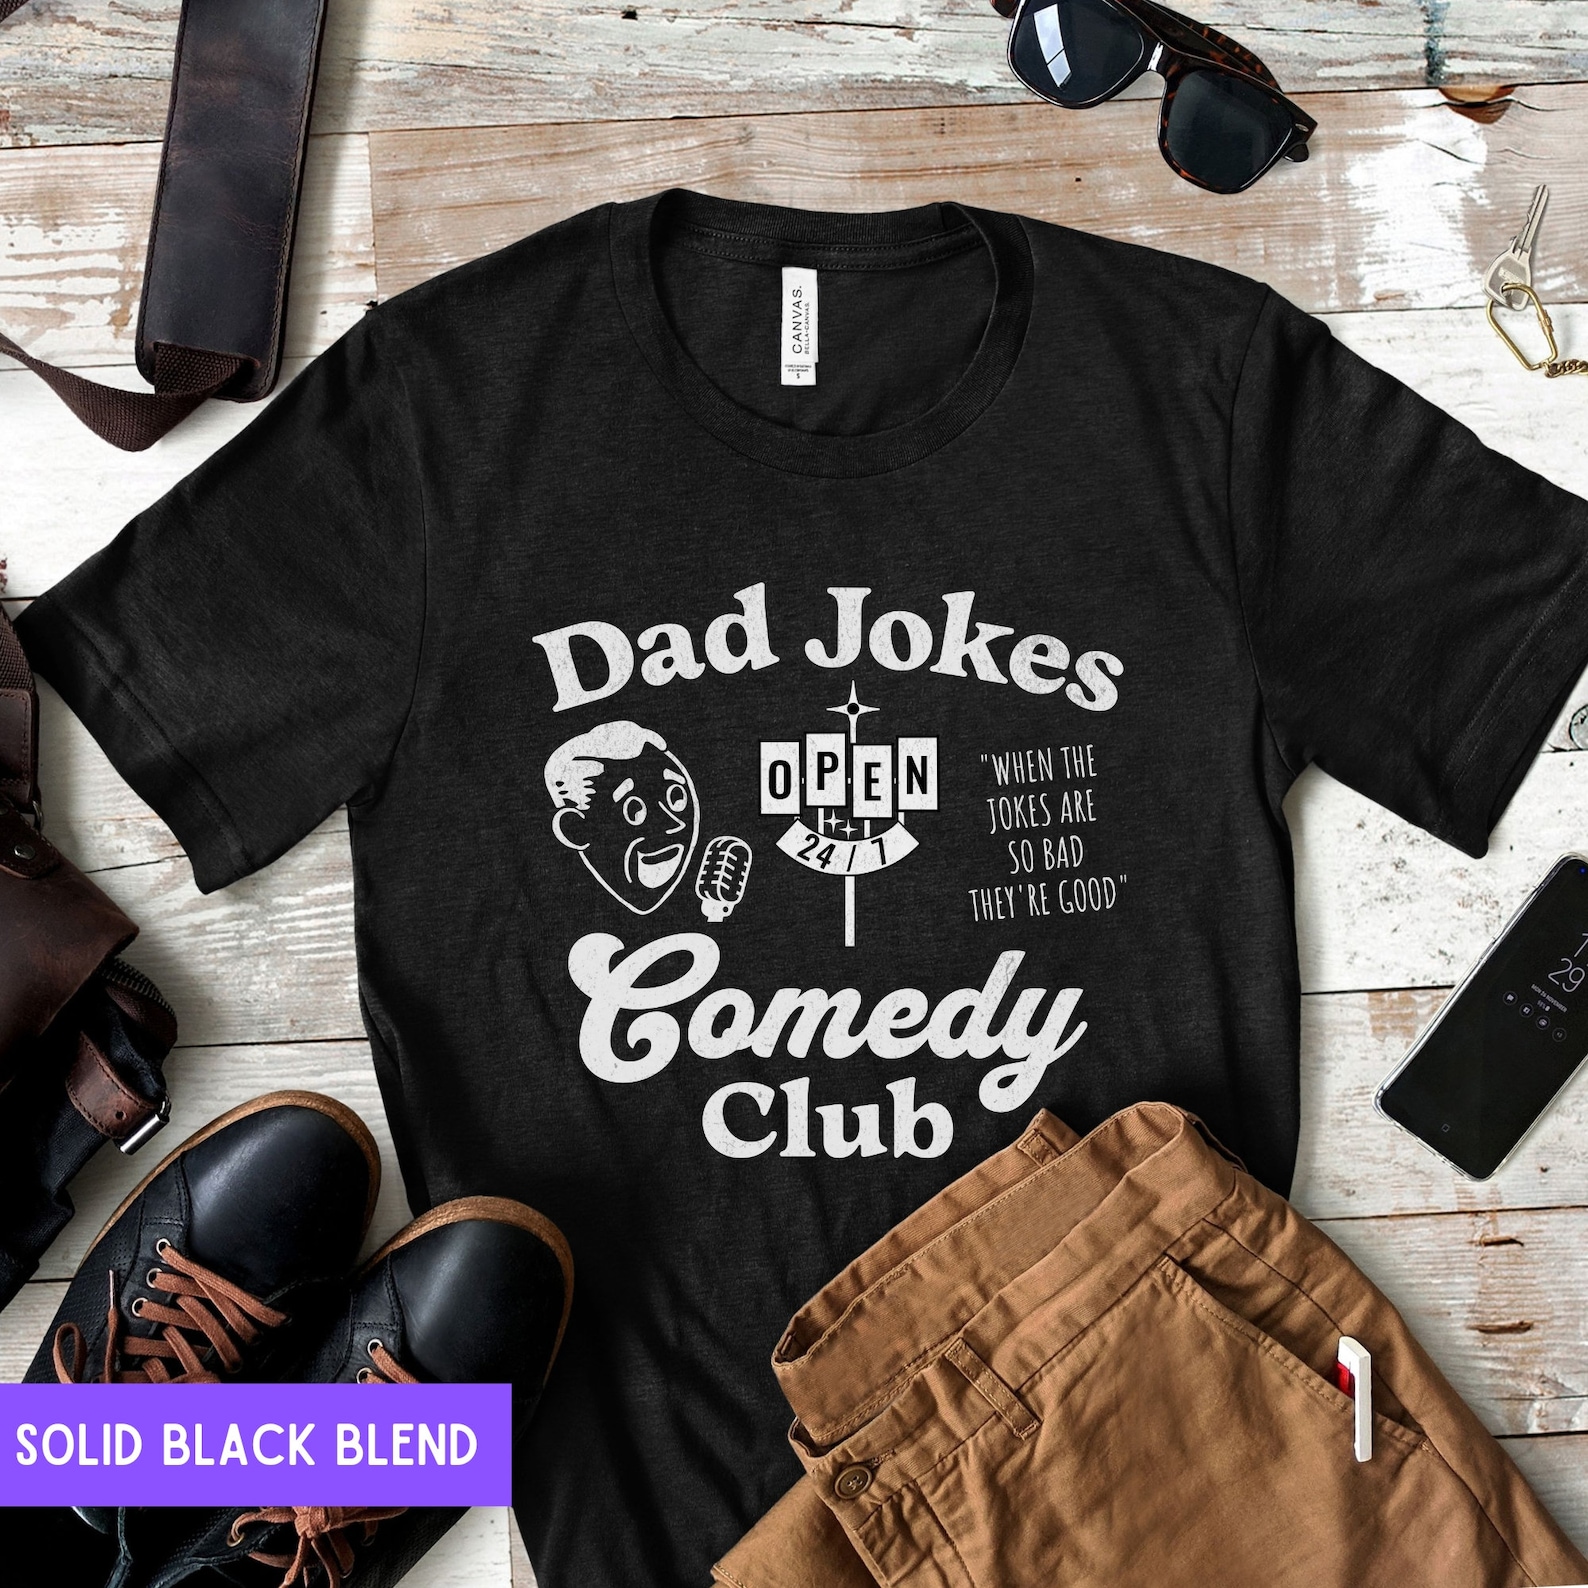 CANVAS.
BELLA+CANVAS.
S
Dad Jokes
OPEN
24/7
"WHEN THE
JOKES ARE
SO BAD
THEY'RE GOOD"
Comedy
Club
29
SOLID BLACK BLEND